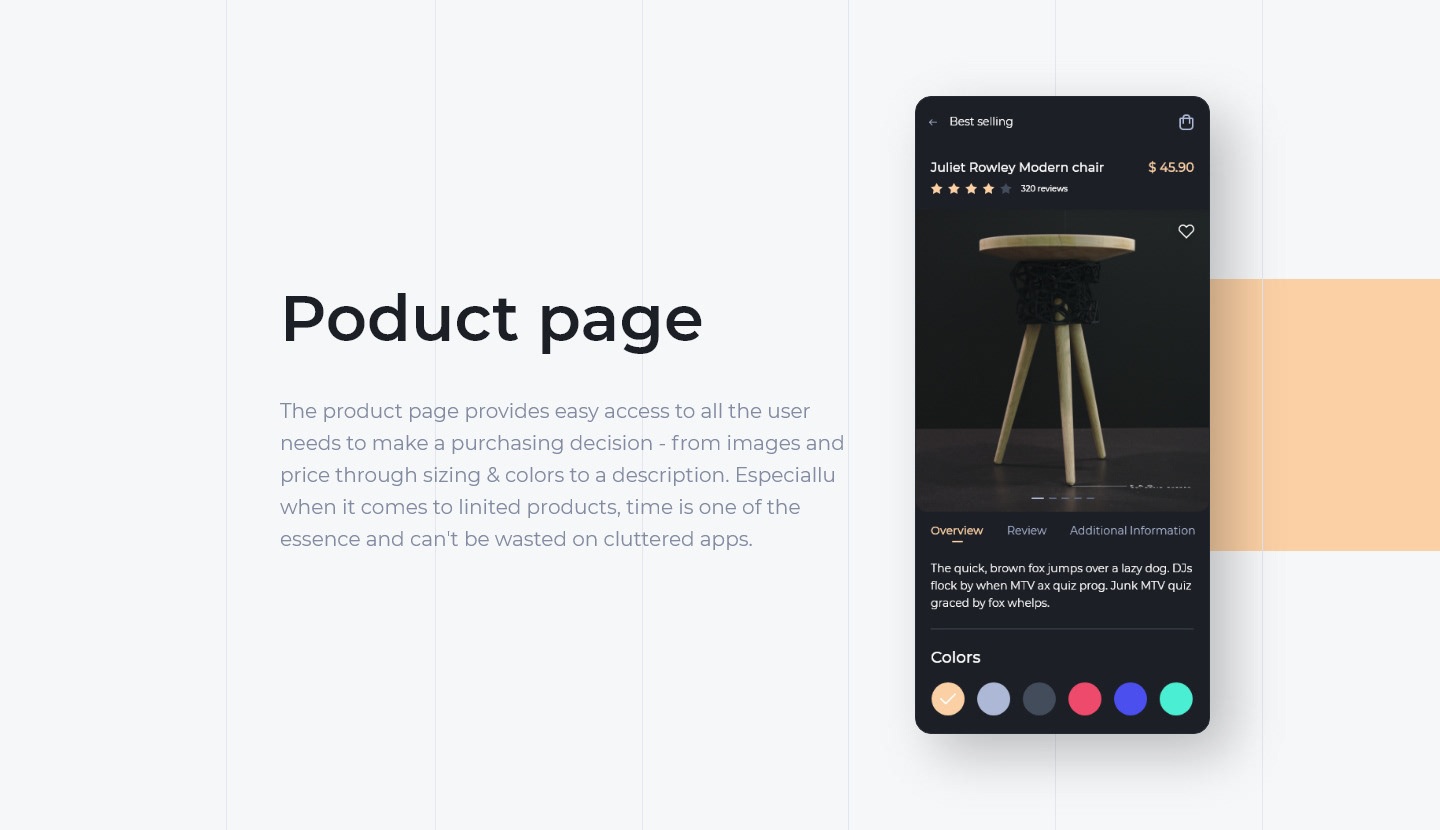 Poduct page
The product page provides easy access to all the user
needs to make a purchasing decision - from images and
price through sizing & colors to a description. Especiallu
when it comes to linited products, time is one of the
essence and can't be wasted on cluttered apps.
Best selling
Juliet Rowley Modern chair $ 45.90
320 reviews
Overview Review Additional Information
The quick, brown fox jumps over a lazy dog. DJs
flock by when MTV ax quiz prog. Junk MTV quiz
graced by fox whelps.
Colors